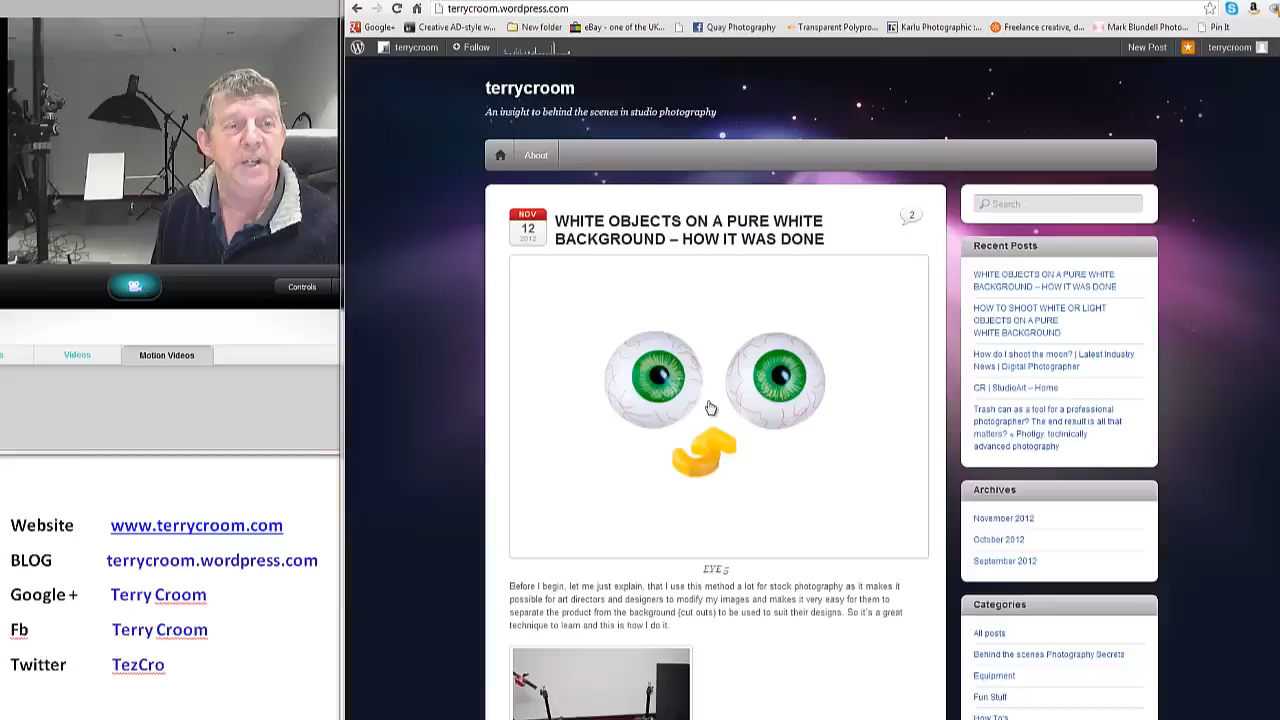 terrycroom.wordpress.com
Google+
Creative AD-style w...
New folder
eBay - one of the UK...
Quay Photography
Transparent Polypro...
Karlu Photographic :...
Freelance creative, d...
Mark Blundell Photo...
Pin It
terrycroom
Follow
New Post
terrycroom
terrycroom
An insight to behind the scenes in studio photography
About
NOV
12
2012
WHITE OBJECTS ON A PURE WHITE
BACKGROUND – HOW IT WAS DONE
2
EYE 5
Before I begin, let me just explain, that I use this method a lot for stock photography as it makes it
possible for art directors and designers to modify my images and makes it very easy for them to
separate the product from the background (cut outs) to be used to suit their designs. So it's a great
technique to learn and this is how I do it.
Search...
Recent Posts
WHITE OBJECTS ON A PURE WHITE
BACKGROUND – HOW IT WAS DONE
HOW TO SHOOT WHITE OR LIGHT
OBJECTS ON A PURE
WHITE BACKGROUND
How do I shoot the moon? | Latest Industry
News | Digital Photographer
CR | StudioArt – Home
Trash can as a tool for a professional
photographer? The end result is all that
matters? « Photigy: technically
advanced photography
Archives
November 2012
October 2012
September 2012
Categories
All posts
Behind the scenes Photography Secrets
Equipment
Fun Stuff
How To's
Controls
Videos
Motion Videos
Website www.terrycroom.com
BLOG terrycroom.wordpress.com
Google+ Terry Croom
Fb Terry Croom
Twitter TezCro